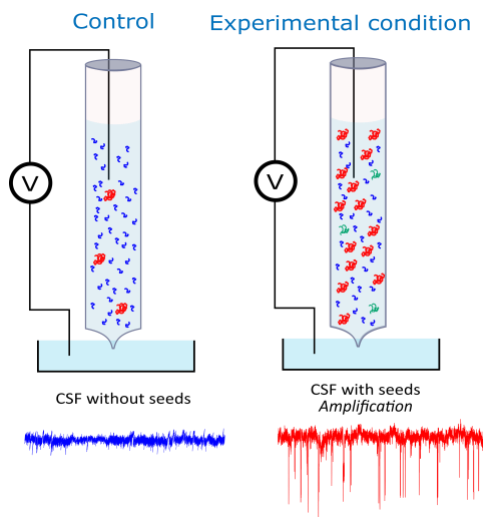 Control
Experimental condition
V
V
CSF without seeds
CSF with seeds
Amplification